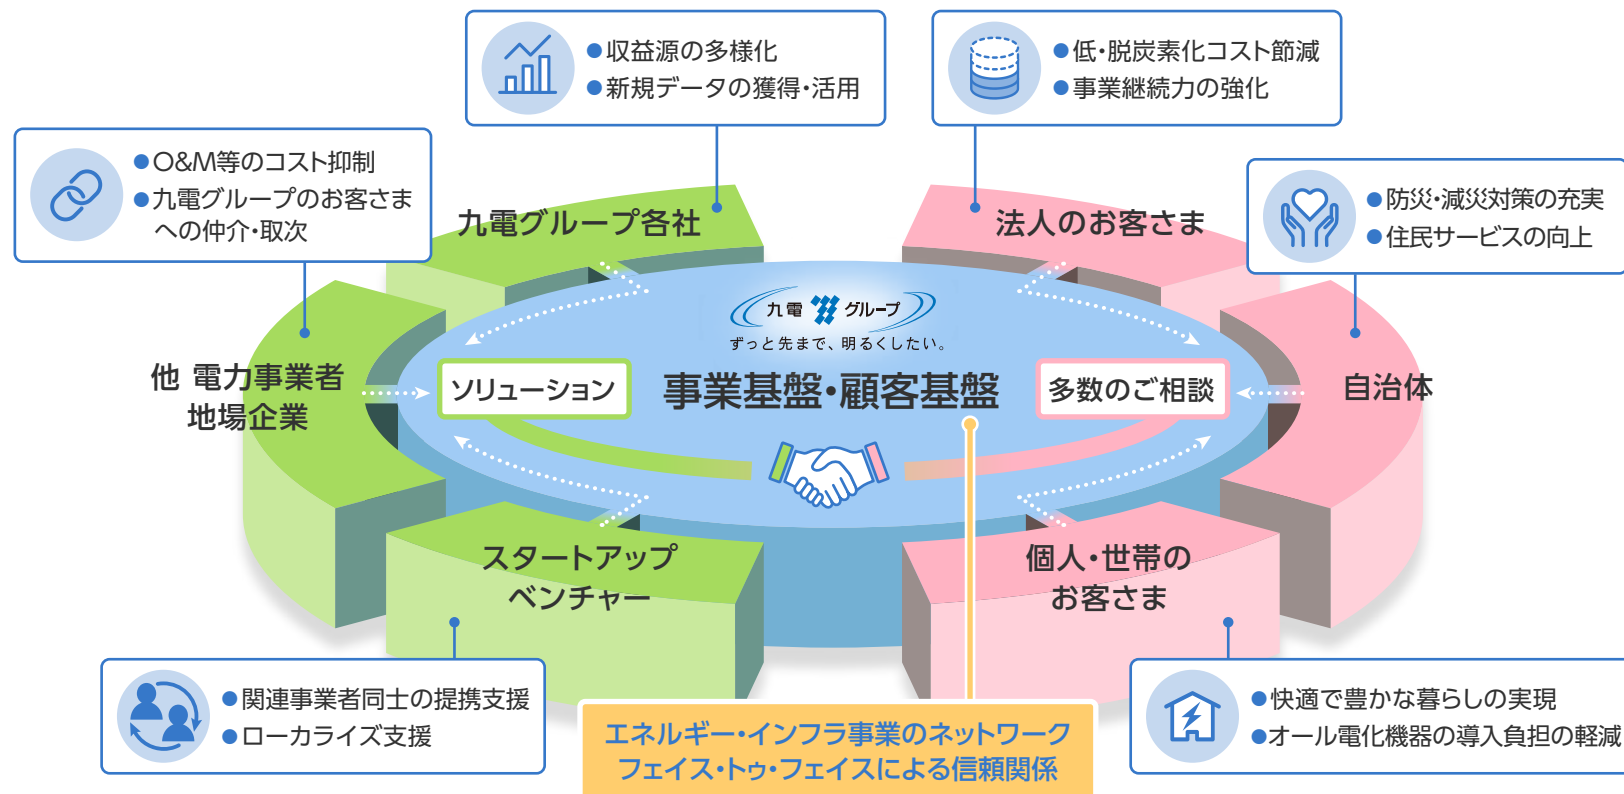 ●収益源の多様化
●新規データの獲得・活用
●低・脱炭素化コスト節減
●事業継続力の強化
●O&M等のコスト抑制
●九電グループのお客さま
への仲介・取次
●防災・減災対策の充実
●住民サービスの向上
九電グループ各社
法人のお客さま
九電 グループ
ずっと先まで、明るくしたい。
他 電力事業者
地場企業
ソリューション
事業基盤・顧客基盤
多数のご相談
自治体
スタートアップ
ベンチャー
個人・世帯の
お客さま
●関連事業者同士の提携支援
●ローカライズ支援
エネルギー・インフラ事業のネットワーク
フェイス・トゥ・フェイスによる信頼関係
●快適で豊かな暮らしの実現
●オール電化機器の導入負担の軽減